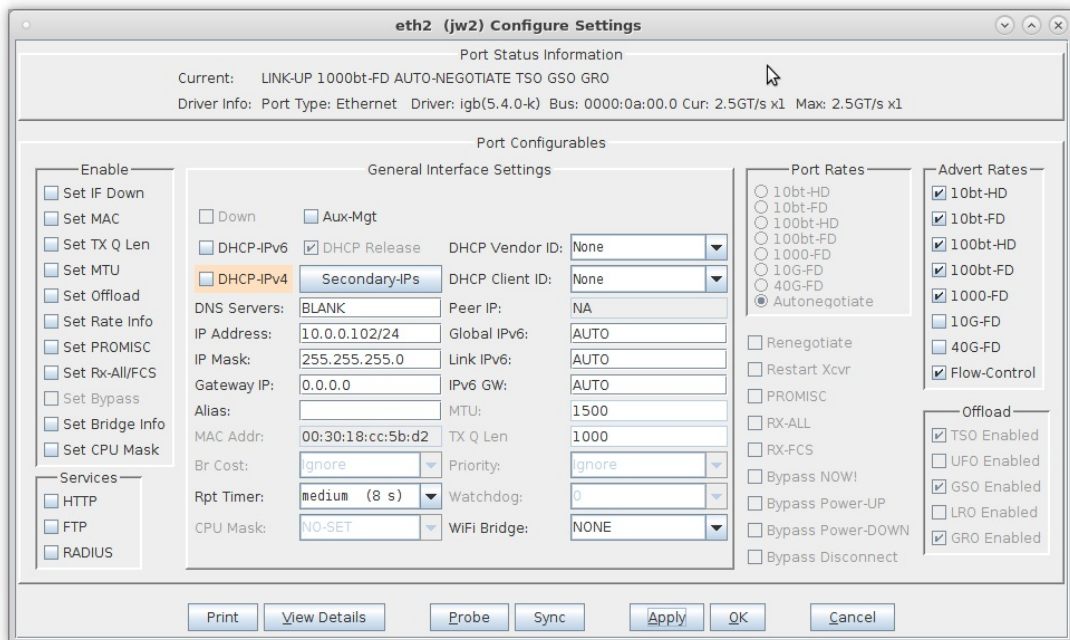 eth2 (jw2) Configure Settings
Port Status Information
Current: LINK-UP 1000bt-FD AUTO-NEGOTIATE TSO GSO GRO
Driver Info: Port Type: Ethernet Driver: igb(5.4.0-k) Bus: 0000:0a:00.0 Cur: 2.5GT/s x1 Max: 2.5GT/s x1
Port Configurables
Enable
Set IF Down
Set MAC
Set TX Q Len
Set MTU
Set Offload
Set Rate Info
Set PROMISC
Set Rx-All/FCS
Set Bypass
Set Bridge Info
Set CPU Mask
Services
HTTP
FTP
RADIUS
General Interface Settings
Down Aux-Mgt
DHCP-IPv6 DHCP Release DHCP Vendor ID: None
DHCP-IPv4 Secondary-IPs DHCP Client ID: None
DNS Servers: BLANK Peer IP: NA
IP Address: 10.0.0.102/24 Global IPv6: AUTO
IP Mask: 255.255.255.0 Link IPv6: AUTO
Gateway IP: 0.0.0.0 IPv6 GW: AUTO
Alias: MTU: 1500
MAC Addr: 00:30:18:cc:5b:d2 TX Q Len 1000
Br Cost: Ignore Priority: Ignore
Rpt Timer: medium (8 s) Watchdog: 0
CPU Mask: NO-SET WiFi Bridge: NONE
Port Rates
10bt-HD
10bt-FD
100bt-HD
100bt-FD
1000-FD
10G-FD
40G-FD
Autonegotiate
Renegotiate
Restart Xcvr
PROMISC
RX-ALL
RX-FCS
Bypass NOW!
Bypass Power-UP
Bypass Power-DOWN
Bypass Disconnect
Advert Rates
10bt-HD
10bt-FD
100bt-HD
100bt-FD
1000-FD
10G-FD
40G-FD
Flow-Control
Offload
TSO Enabled
UFO Enabled
GSO Enabled
LRO Enabled
GRO Enabled
Print View Details Probe Sync Apply OK Cancel